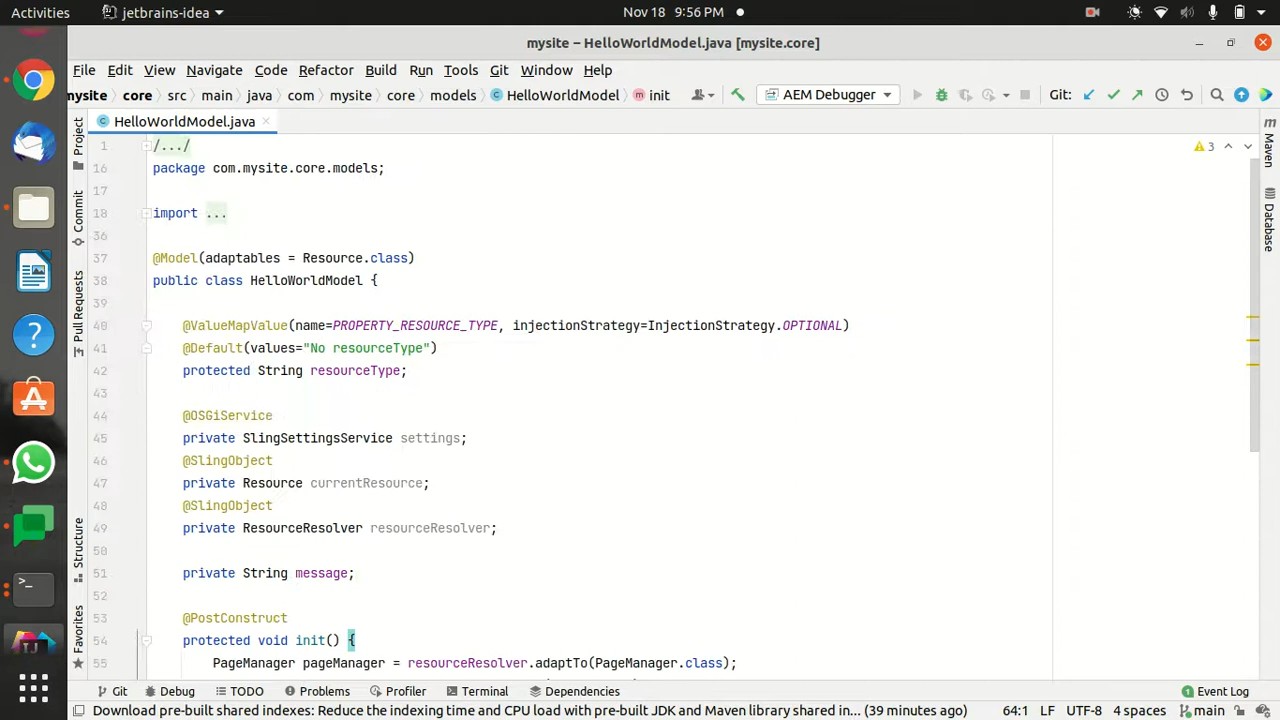 Activities jetbrains-idea Nov 18 9:56 PM
mysite – HelloWorldModel.java [mysite.core]
File Edit View Navigate Code Refactor Build Run Tools Git Window Help
mysite core src main java com mysite core models HelloWorldModel init AEM Debugger Git:
HelloWorldModel.java
1 /.../
16 package com.mysite.core.models;
17
18 import ...
36
37 @Model(adaptables = Resource.class)
38 public class HelloWorldModel {
39
40 @ValueMapValue(name=PROPERTY_RESOURCE_TYPE, injectionStrategy=InjectionStrategy.OPTIONAL)
41 @Default(values="No resourceType")
42 protected String resourceType;
43
44 @OSGiService
45 private SlingSettingsService settings;
46 @SlingObject
47 private Resource currentResource;
48 @SlingObject
49 private ResourceResolver resourceResolver;
50
51 private String message;
52
53 @PostConstruct
54 protected void init() {
55 PageManager pageManager = resourceResolver.adaptTo(PageManager.class);
3
Project
Commit
Pull Requests
Structure
Favorites
Maven
Database
Git Debug TODO Problems Profiler Terminal Dependencies 1 Event Log
Download pre-built shared indexes: Reduce the indexing time and CPU load with pre-built JDK and Maven library shared in... (39 minutes ago) 64:1 LF UTF-8 4 spaces main